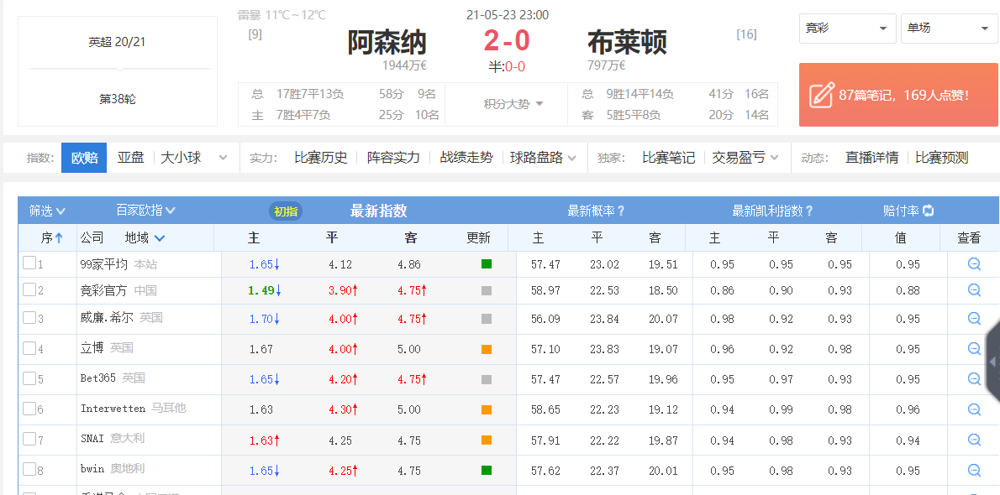 雷暴 11℃～12℃
21-05-23 23:00
英超 20/21
[9] 阿森纳 2-0 布莱顿 [16]
竞彩 单场
1944万€ 半:0-0 797万€
第38轮
总 17胜7平13负 58分 9名
主 7胜4平7负 25分 10名
积分大势
总 9胜14平14负 41分 16名
客 5胜5平8负 20分 14名
87篇笔记，169人点赞!
指数: 欧赔 亚盘 大小球 实力: 比赛历史 阵容实力 战绩走势 球路盘路 独家: 比赛笔记 交易盈亏 动态: 直播详情 比赛预测
筛选 百家欧指 初指 最新指数 最新概率? 最新凯利指数? 赔付率
序↑ 公司 地域 主 平 客 更新 主 平 客 主 平 客 值 查看
1 99家平均 本站 1.65↓ 4.12 4.86 57.47 23.02 19.51 0.95 0.95 0.95 0.95
2 竞彩官方 中国 1.49↓ 3.90↑ 4.75↑ 58.97 22.53 18.50 0.86 0.90 0.93 0.88
3 威廉.希尔 英国 1.70↓ 4.00↑ 4.75↑ 56.09 23.84 20.07 0.98 0.92 0.93 0.95
4 立博 英国 1.67 4.00↑ 5.00 57.10 23.83 19.07 0.96 0.92 0.98 0.95
5 Bet365 英国 1.65↓ 4.20↑ 4.75↑ 57.47 22.57 19.96 0.95 0.97 0.93 0.95
6 Interwetten 马耳他 1.63 4.30↑ 5.00 58.65 22.23 19.12 0.94 0.99 0.98 0.96
7 SNAI 意大利 1.63↑ 4.25 4.75 57.91 22.22 19.87 0.94 0.98 0.93 0.94
8 bwin 奥地利 1.65↓ 4.25↑ 4.75 57.62 22.37 20.01 0.95 0.98 0.93 0.95